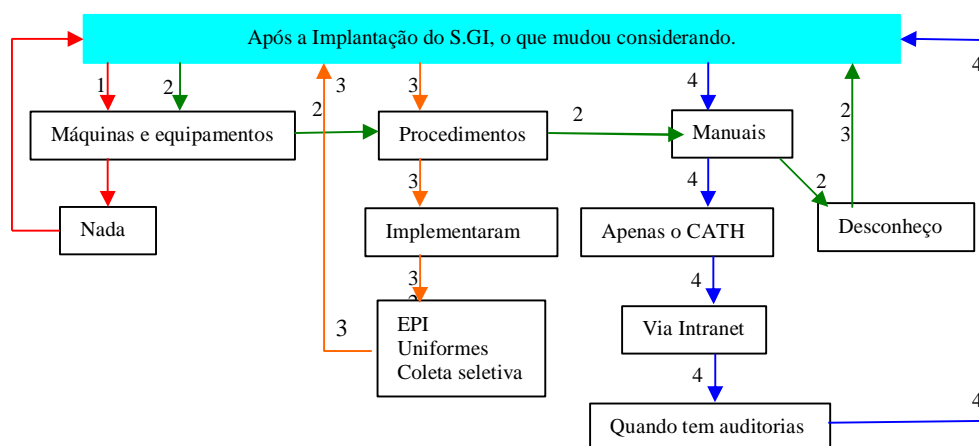 Após a Implantação do S.GI, o que mudou considerando.
1
2
3
3
4
4
2
2
2
3
Máquinas e equipamentos
Procedimentos
Manuais
3
4
2
Nada
Implementaram
Apenas o CATH
Desconheço
3
2
4
3
EPI
Uniformes
Coleta seletiva
Via Intranet
4
4
Quando tem auditorias